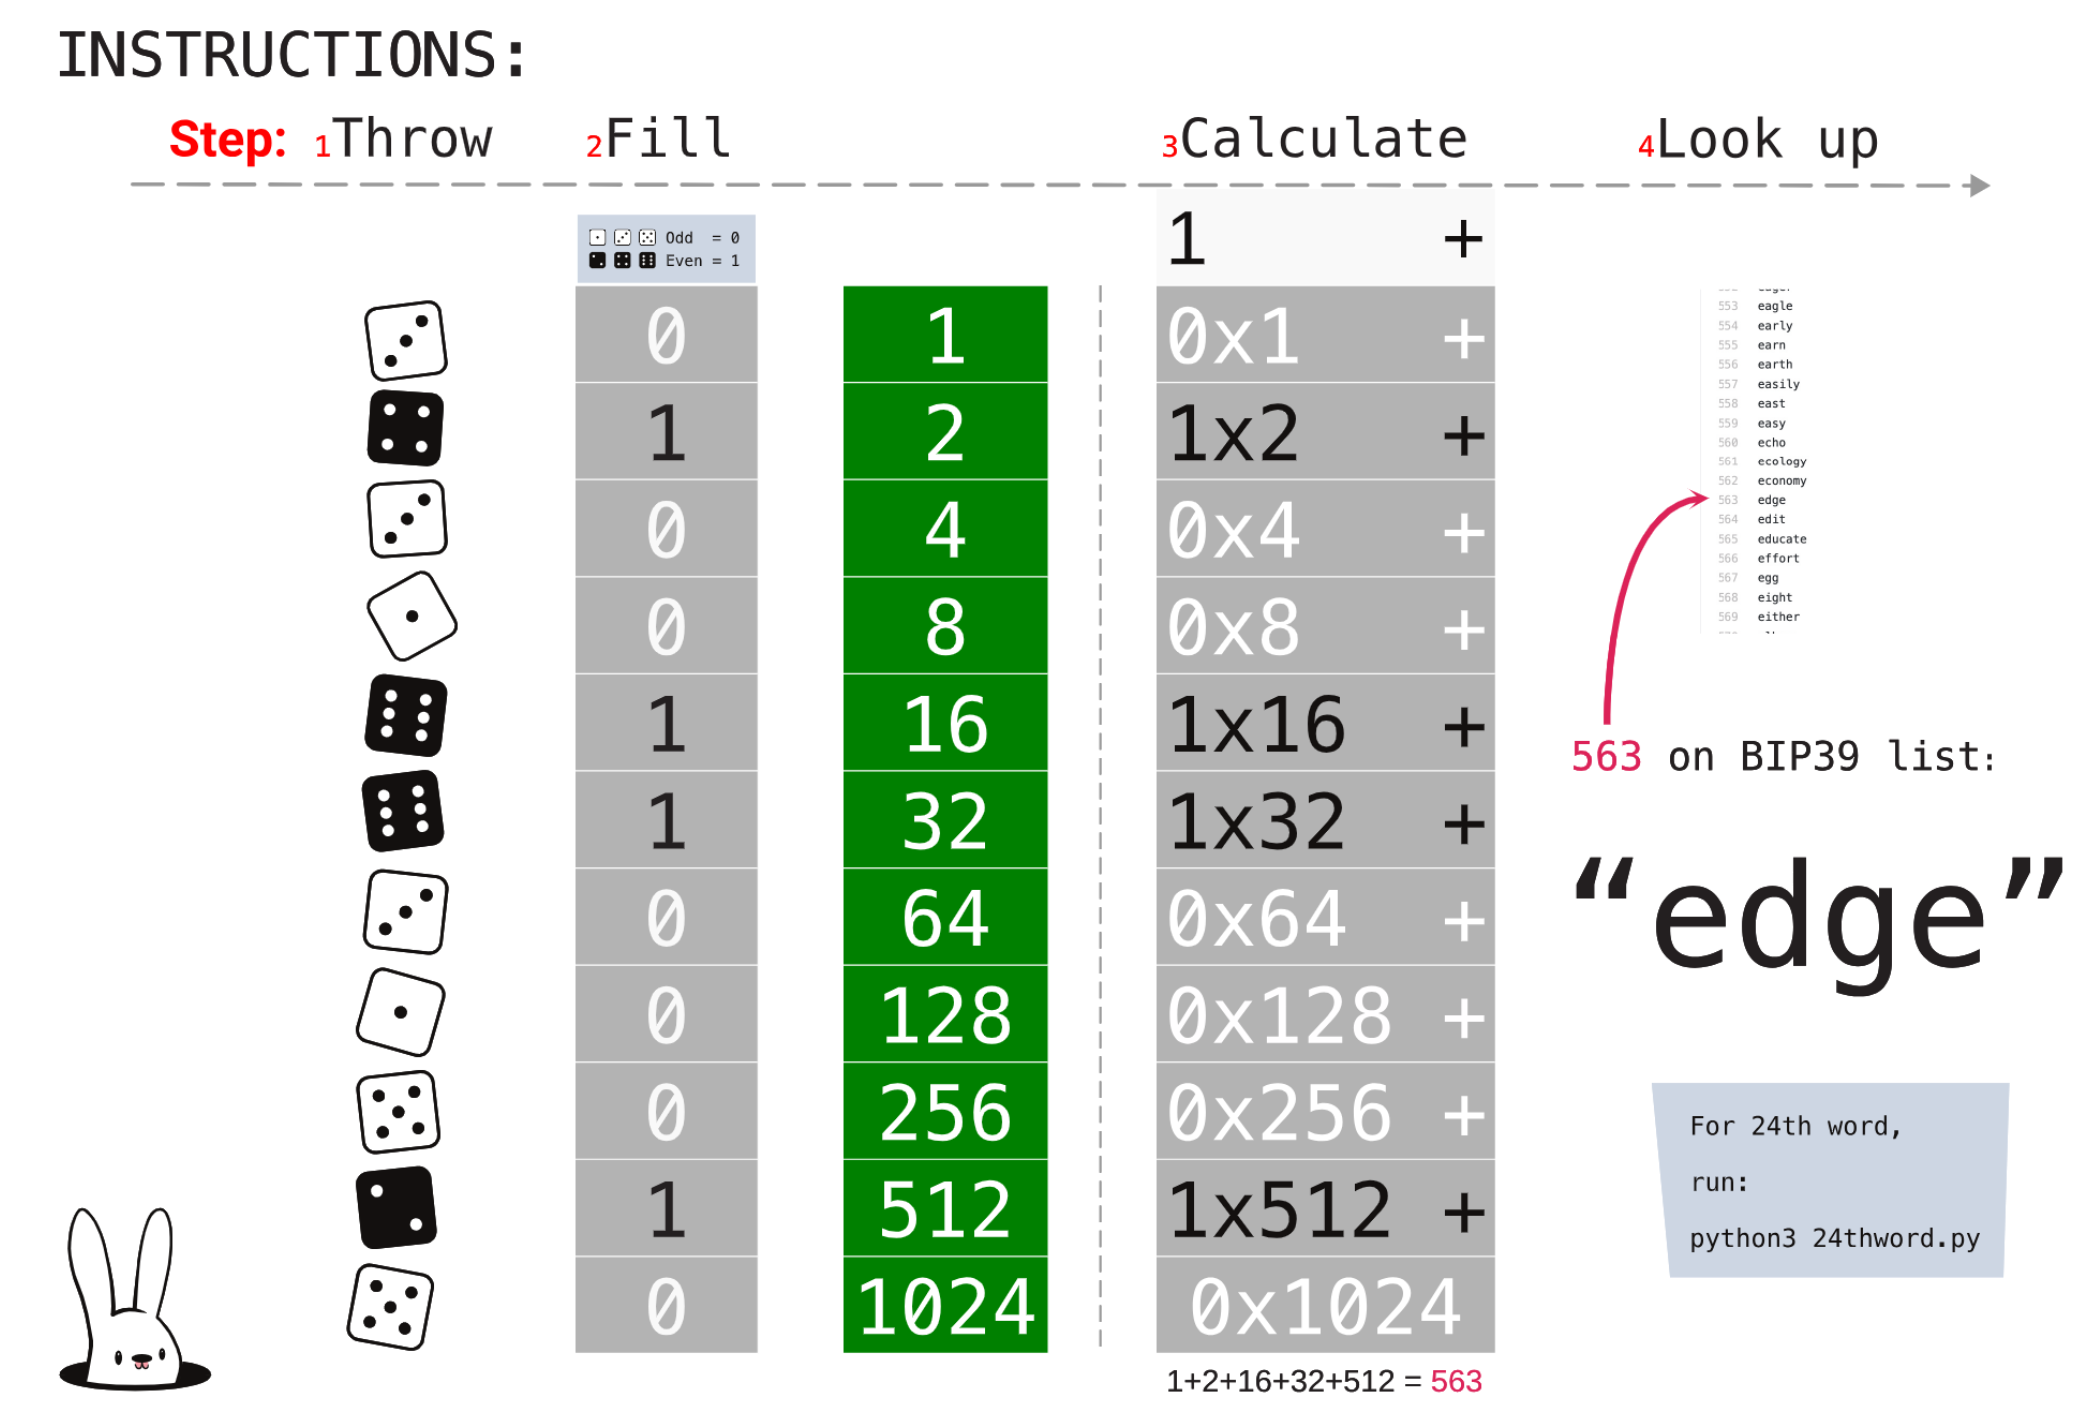 INSTRUCTIONS:
Step: 1Throw 2Fill 3Calculate 4Look up
Odd = 0
Even = 1
1 +
0 1 0x1 +
1 2 1x2 +
0 4 0x4 +
0 8 0x8 +
1 16 1x16 +
1 32 1x32 +
0 64 0x64 +
0 128 0x128 +
0 256 0x256 +
1 512 1x512 +
0 1024 0x1024
1+2+16+32+512 = 563
553 eagle
554 early
555 earn
556 earth
557 easily
558 east
559 easy
560 echo
561 ecology
562 economy
563 edge
564 edit
565 educate
566 effort
567 egg
568 eight
569 either
563 on BIP39 list:
“edge”
For 24th word,
run:
python3 24thword.py